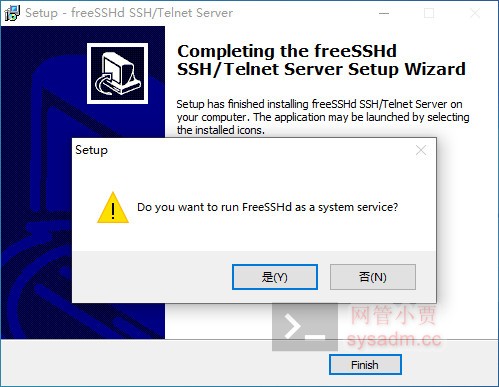 Setup - freeSSHd SSH/Telnet Server
Completing the freeSSHd
SSH/Telnet Server Setup Wizard
Setup has finished installing freeSSHd SSH/Telnet Server on
your computer. The application may be launched by selecting
the installed icons.
Setup
Do you want to run FreeSSHd as a system service?
是(Y)
否(N)
网管小贾
sysadm.cc
Finish